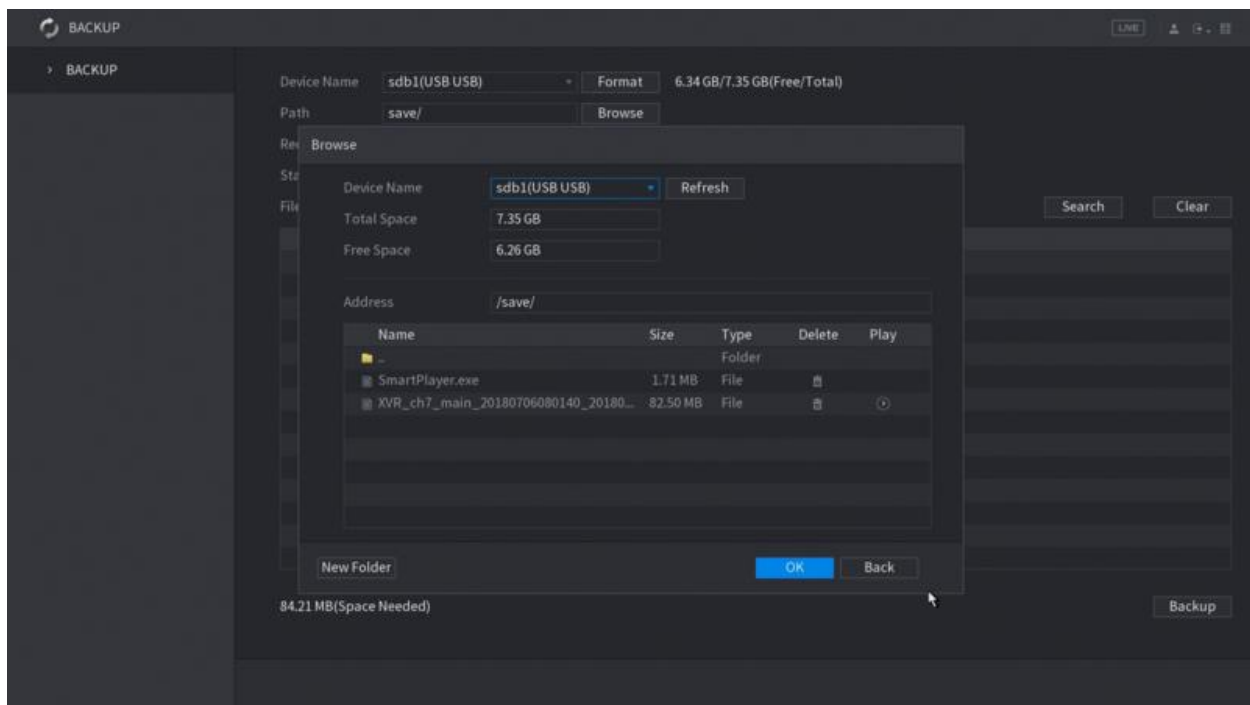 BACKUP
LIVE
BACKUP
Device Name sdb1(USB USB) Format 6.34 GB/7.35 GB(Free/Total)
Path save/ Browse
Rec
Browse
Sta
Device Name sdb1(USB USB) Refresh
File
Search Clear
Total Space 7.35 GB
Free Space 6.26 GB
Address /save/
Name Size Type Delete Play
.. Folder
SmartPlayer.exe 1.71 MB File
XVR_ch7_main_20180706080140_20180... 82.50 MB File
New Folder OK Back
84.21 MB(Space Needed) Backup